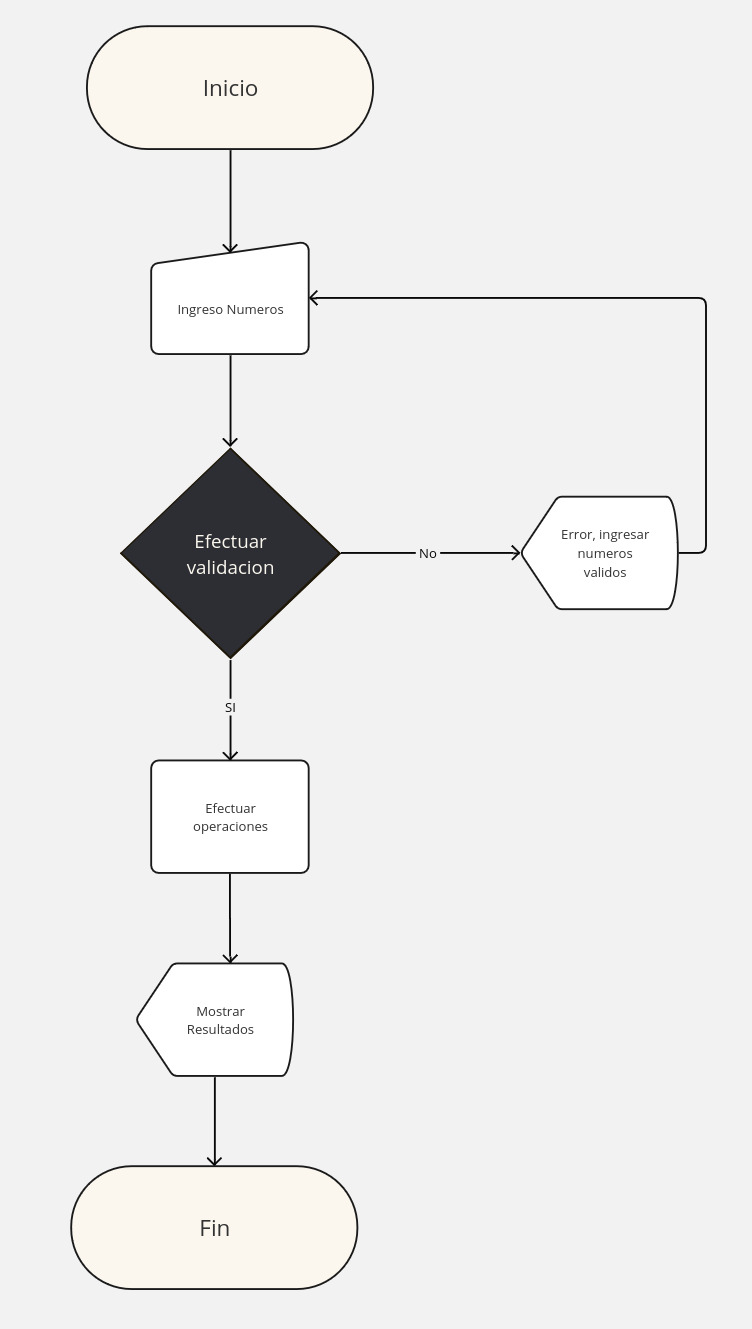 Inicio
Ingreso Numeros
Efectuar
validacion
No
Error, ingresar
numeros
validos
SI
Efectuar
operaciones
Mostrar
Resultados
Fin